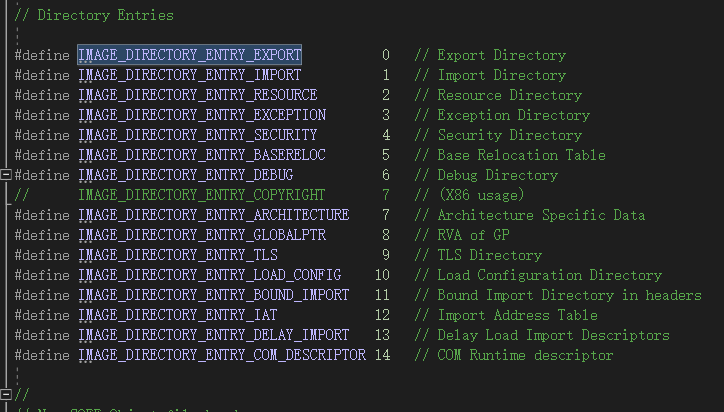 // Directory Entries
#define IMAGE_DIRECTORY_ENTRY_EXPORT 0 // Export Directory
#define IMAGE_DIRECTORY_ENTRY_IMPORT 1 // Import Directory
#define IMAGE_DIRECTORY_ENTRY_RESOURCE 2 // Resource Directory
#define IMAGE_DIRECTORY_ENTRY_EXCEPTION 3 // Exception Directory
#define IMAGE_DIRECTORY_ENTRY_SECURITY 4 // Security Directory
#define IMAGE_DIRECTORY_ENTRY_BASERELOC 5 // Base Relocation Table
#define IMAGE_DIRECTORY_ENTRY_DEBUG 6 // Debug Directory
// IMAGE_DIRECTORY_ENTRY_COPYRIGHT 7 // (X86 usage)
#define IMAGE_DIRECTORY_ENTRY_ARCHITECTURE 7 // Architecture Specific Data
#define IMAGE_DIRECTORY_ENTRY_GLOBALPTR 8 // RVA of GP
#define IMAGE_DIRECTORY_ENTRY_TLS 9 // TLS Directory
#define IMAGE_DIRECTORY_ENTRY_LOAD_CONFIG 10 // Load Configuration Directory
#define IMAGE_DIRECTORY_ENTRY_BOUND_IMPORT 11 // Bound Import Directory in headers
#define IMAGE_DIRECTORY_ENTRY_IAT 12 // Import Address Table
#define IMAGE_DIRECTORY_ENTRY_DELAY_IMPORT 13 // Delay Load Import Descriptors
#define IMAGE_DIRECTORY_ENTRY_COM_DESCRIPTOR 14 // COM Runtime descriptor
//